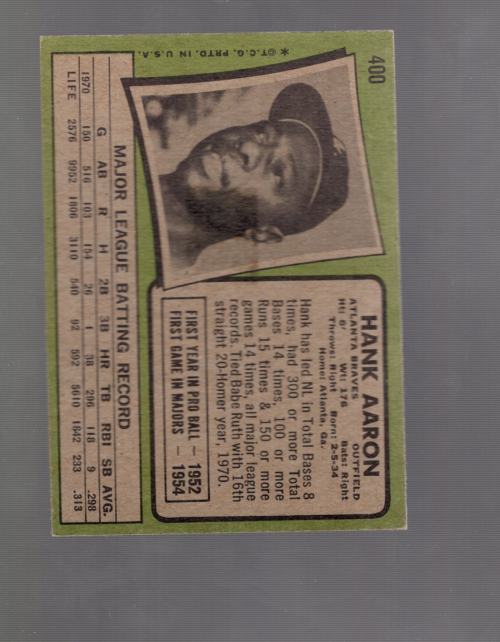 400
* ©T.C.G. PRTD. IN U.S.A.
HANK AARON
OUTFIELD
ATLANTA BRAVES
Ht: 6' Wt: 176 Bats: Right
Throws: Right Born: 2-5-34
Home: Atlanta, Ga.
Hank has led NL in Total Bases 8
times, had 300 or more Total
Bases 14 times, 100 or more
Runs 15 times & 150 or more
games 14 times, all major league
records. Tied Babe Ruth with 16th
straight 20-Homer year, 1970.
FIRST YEAR IN PRO BALL — 1952
FIRST GAME IN MAJORS — 1954
MAJOR LEAGUE BATTING RECORD
G AB R H 2B 3B HR TB RBI SB AVG.
1970 150 516 103 154 26 1 38 296 118 9 .298
LIFE 2576 9952 1806 3110 540 92 592 5610 1842 233 .313